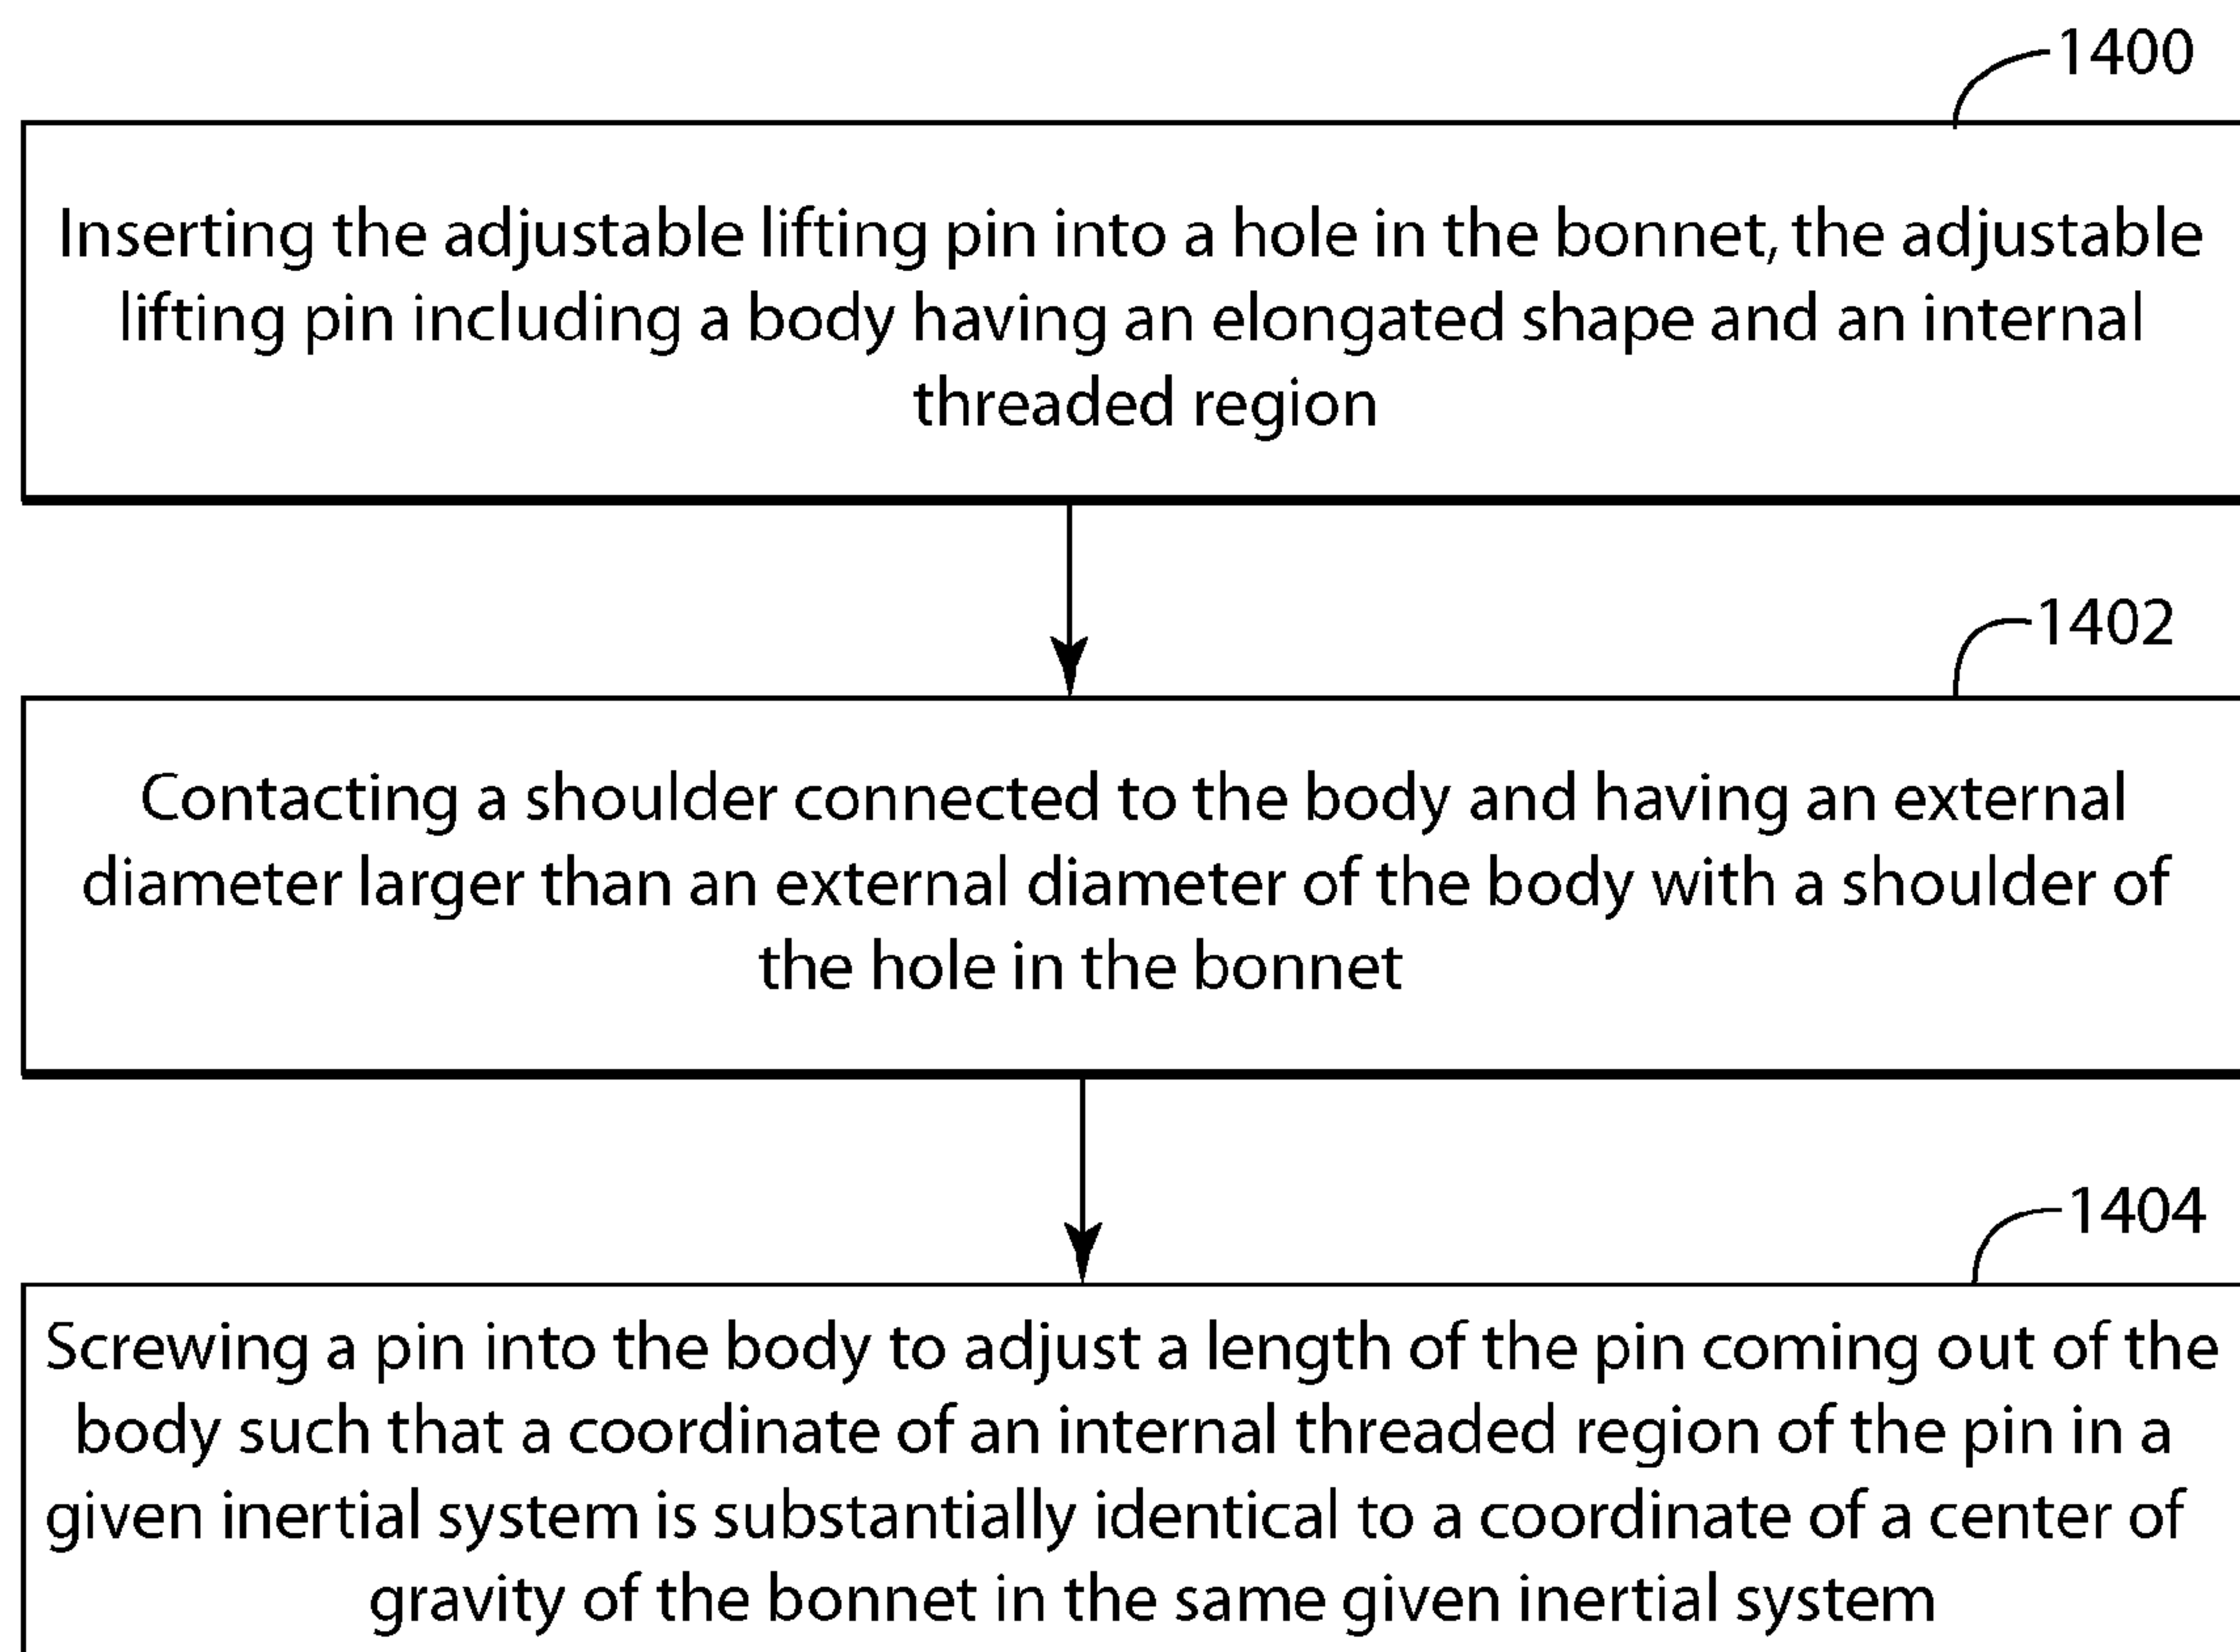 1400
Inserting the adjustable lifting pin into a hole in the bonnet, the adjustable
lifting pin including a body having an elongated shape and an internal
threaded region
1402
Contacting a shoulder connected to the body and having an external
diameter larger than an external diameter of the body with a shoulder of
the hole in the bonnet
1404
Screwing a pin into the body to adjust a length of the pin coming out of the
body such that a coordinate of an internal threaded region of the pin in a
given inertial system is substantially identical to a coordinate of a center of
gravity of the bonnet in the same given inertial system